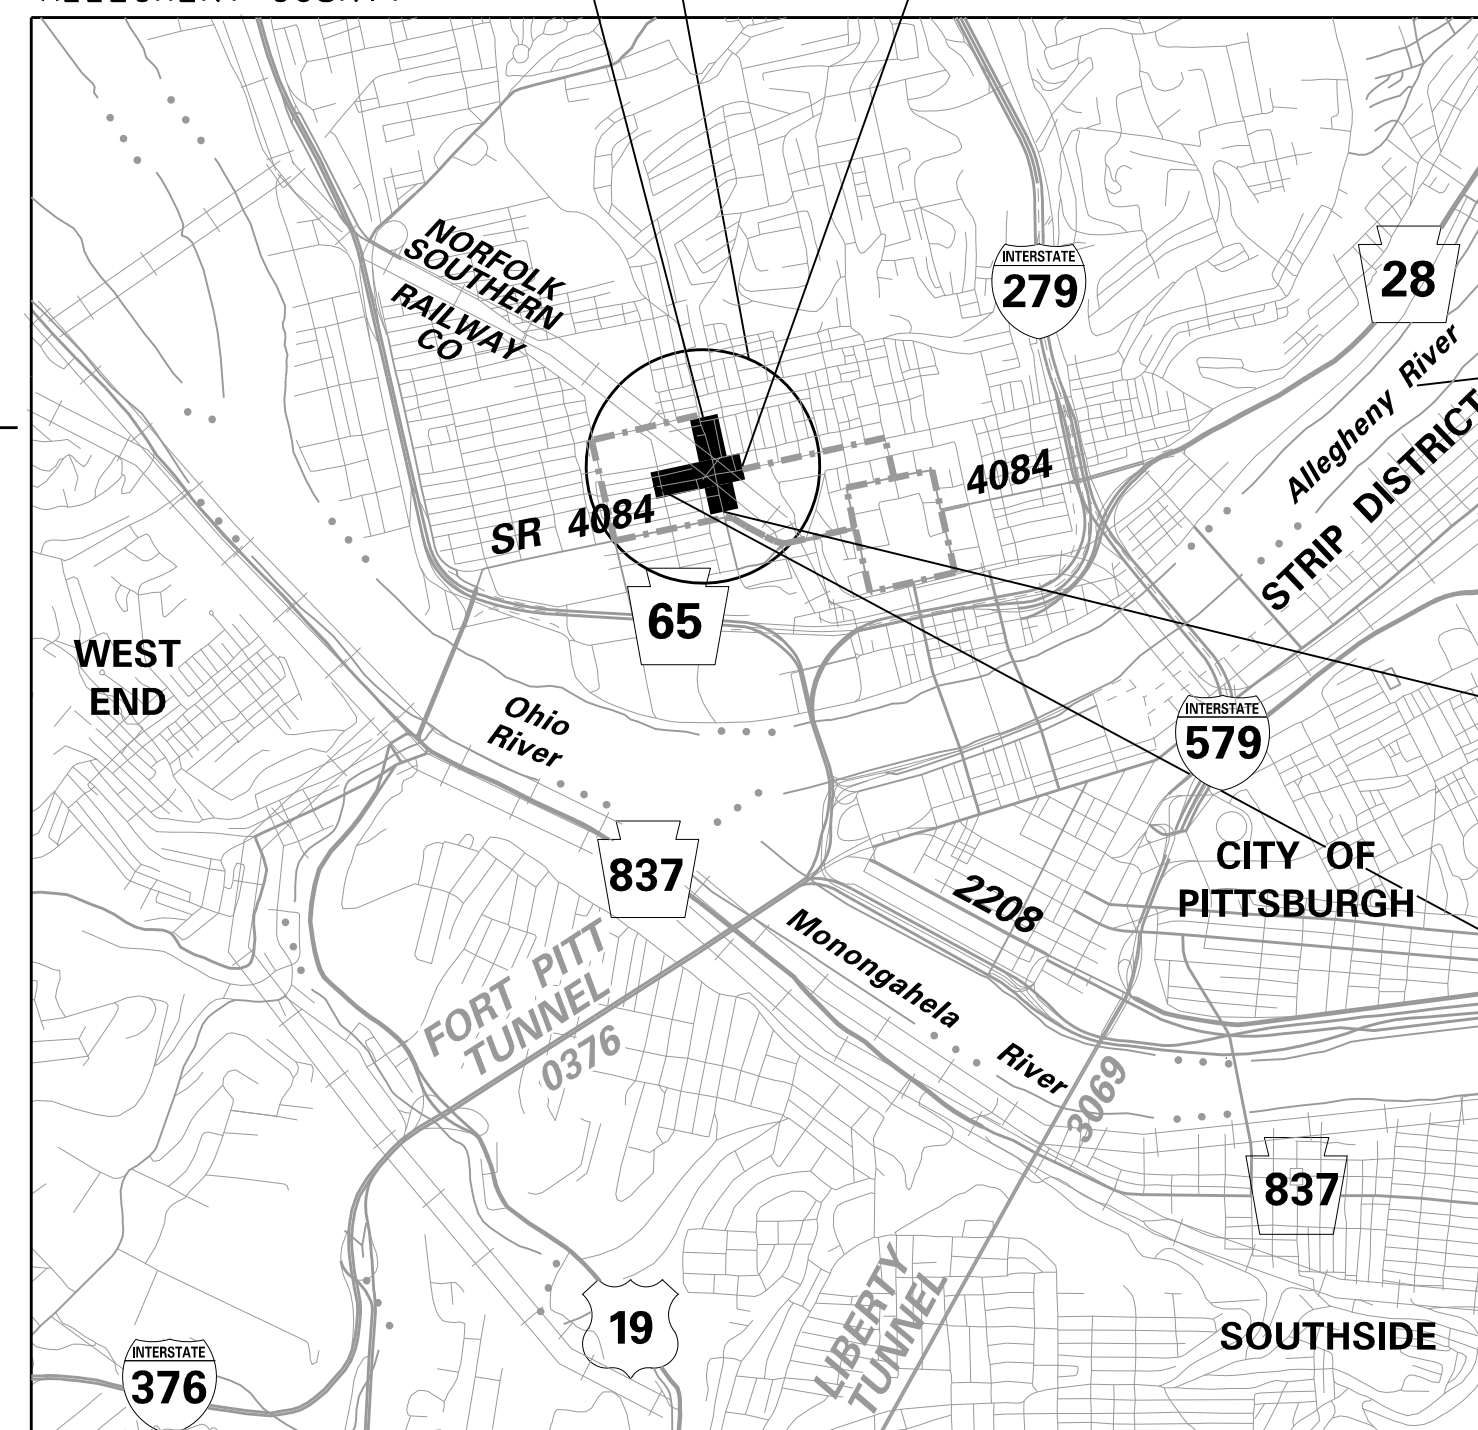 ALLEGHENY COUNTY
NORFOLK
SOUTHERN
RAILWAY
CO
INTERSTATE
279
28
Allegheny River
STRIP DISTRICT
4084
SR 4084
65
WEST
END
Ohio
River
INTERSTATE
579
837
CITY OF
PITTSBURGH
2208
Monongahela
River
FORT PITT
TUNNEL
0376
3069
837
LIBERTY
TUNNEL
19
SOUTHSIDE
INTERSTATE
376